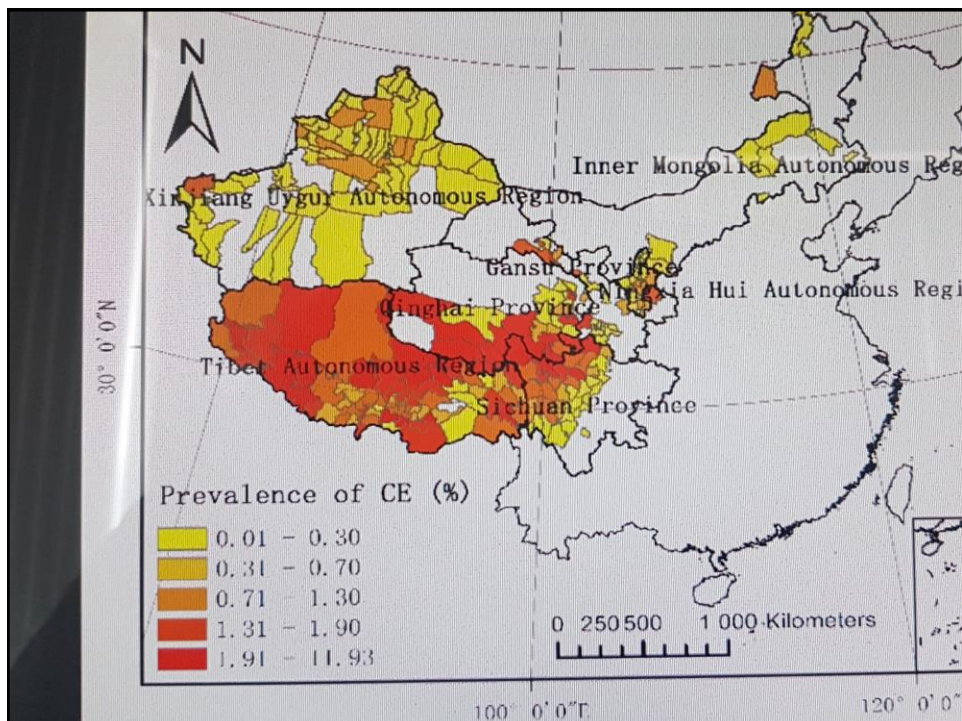 N
Inner Mongolia Autonomous Reg
Xinjiang Uygur Autonomous Region
Gansu Province
Ningxia Hui Autonomous Regi
Qinghai Province
30° 0'0"N
Tibet Autonomous Region
Sichuan Province
Prevalence of CE (%)
0.01 - 0.30
0.31 - 0.70
0.71 - 1.30
1.31 - 1.90
1.91 - 11.93
0 250 500 1 000 Kilometers
100° 0'0"E
120° 0'0"